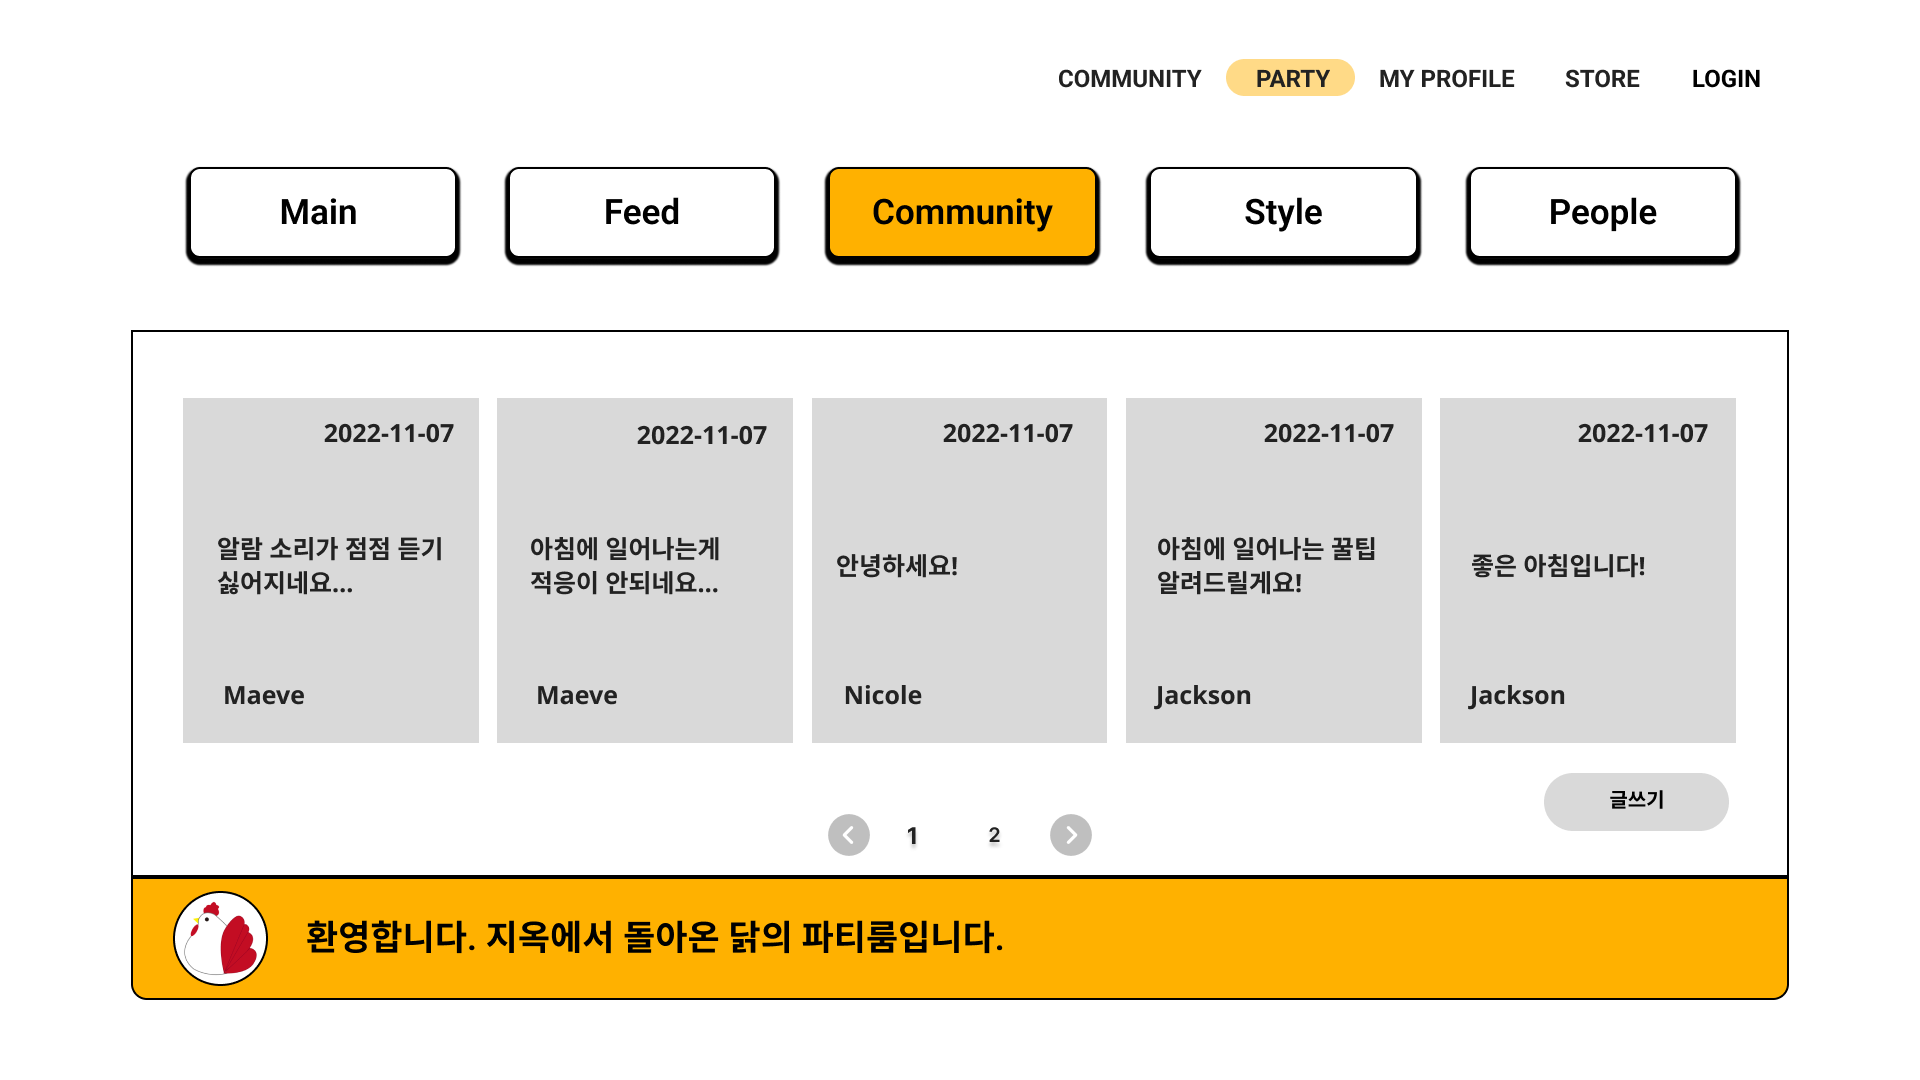 COMMUNITY PARTY MY PROFILE STORE LOGIN
Main Feed Community Style People
2022-11-07
알람 소리가 점점 듣기
싫어지네요...
Maeve
2022-11-07
아침에 일어나는게
적응이 안되네요...
Maeve
2022-11-07
안녕하세요!
Nicole
2022-11-07
아침에 일어나는 꿀팁
알려드릴게요!
Jackson
2022-11-07
좋은 아침입니다!
Jackson
글쓰기
1 2
환영합니다. 지옥에서 돌아온 닭의 파티룸입니다.